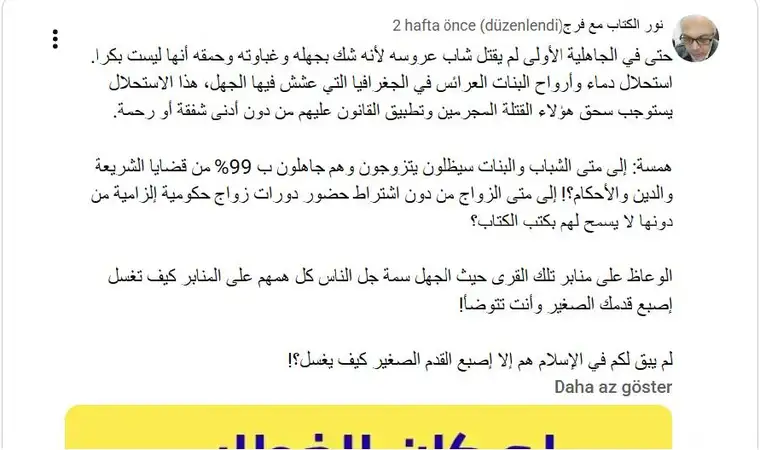 نور الكتاب مع فرج
2 hafta önce (düzenlendi)
حتى في الجاهلية الأولى لم يقتل شاب عروسه لأنه شك بجهله وغباوته وحمقه أنها ليست بكرا.
استحلال دماء وأرواح البنات العرائس في الجغرافيا التي عشش فيها الجهل، هذا الاستحلال
يستوجب سحق هؤلاء القتلة المجرمين وتطبيق القانون عليهم من دون أدنى شفقة أو رحمة.
همسة: إلى متى الشباب والبنات سيظلون يتزوجون وهم جاهلون ب 99% من قضايا الشريعة
والدين والأحكام؟! إلى متى الزواج من دون اشتراط حضور دورات زواج حكومية إلزامية من
دونها لا يسمح لهم بكتب الكتاب؟
الوعاظ على منابر تلك القرى حيث الجهل سمة جل الناس كل همهم على المنابر كيف تغسل
إصبع قدمك الصغير وأنت تتوضأ!
لم يبق لكم في الإسلام هم إلا إصبع القدم الصغير كيف يغسل؟!
Daha az göster